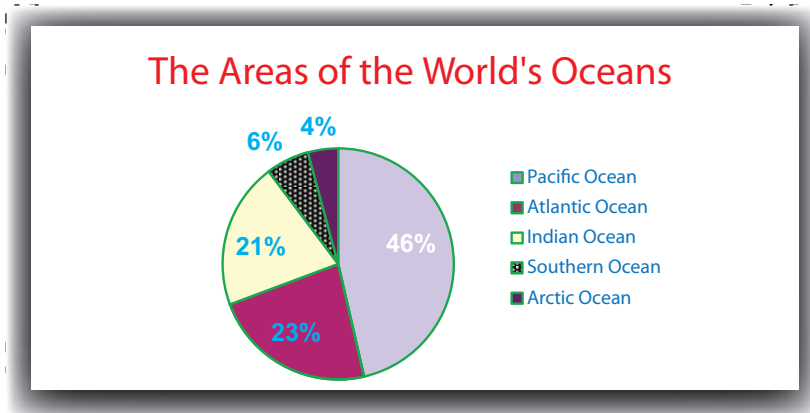 The Areas of the World's Oceans
4%
6%
46%
21%
23%
Pacific Ocean
Atlantic Ocean
Indian Ocean
Southern Ocean
Arctic Ocean